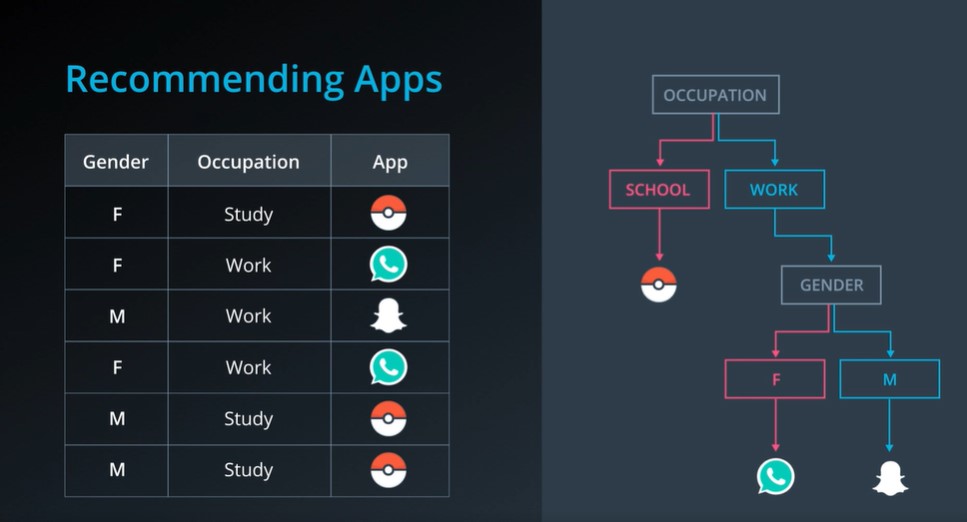 Recommending Apps
Gender Occupation App
F Study
F Work
M Work
F Work
M Study
M Study
OCCUPATION
SCHOOL WORK
GENDER
F M